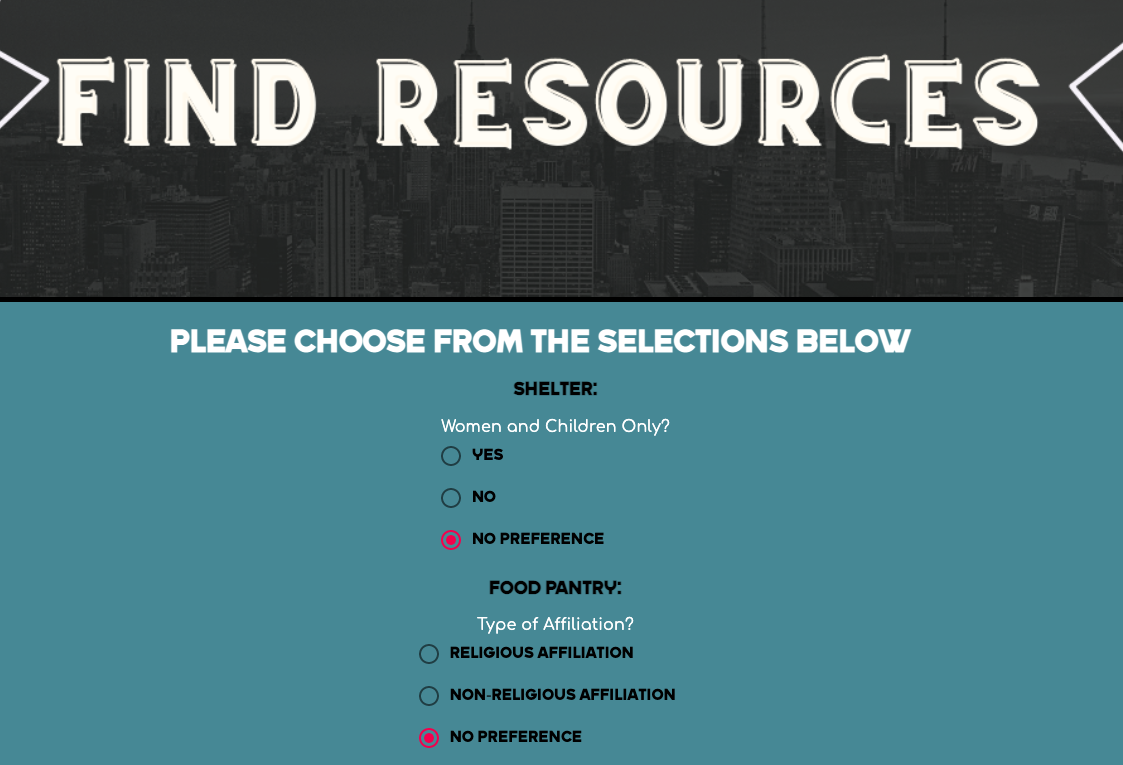 FIND RESOURCES
H&M
PLEASE CHOOSE FROM THE SELECTIONS BELOW
SHELTER:
Women and Children Only?
YES
NO
NO PREFERENCE
FOOD PANTRY:
Type of Affiliation?
RELIGIOUS AFFILIATION
NON-RELIGIOUS AFFILIATION
NO PREFERENCE